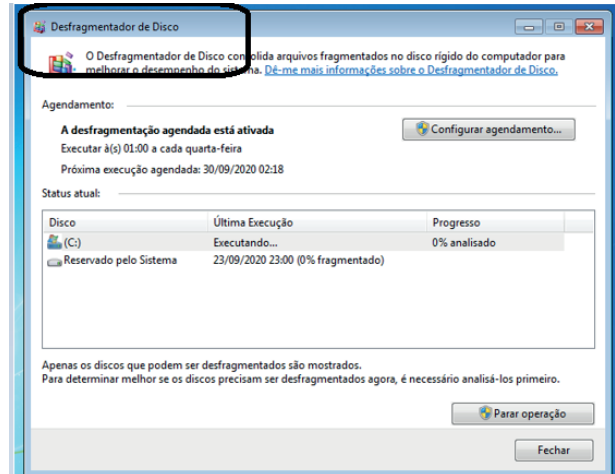 Desfragmentador de Disco
O Desfragmentador de Disco consolida arquivos fragmentados no disco rígido do computador para
melhorar o desempenho do sistema. Dê-me mais informações sobre o Desfragmentador de Disco.
Agendamento:
A desfragmentação agendada está ativada
Configurar agendamento...
Executar à(s) 01:00 a cada quarta-feira
Próxima execução agendada: 30/09/2020 02:18
Status atual:
Disco Última Execução Progresso
(C:) Executando... 0% analisado
Reservado pelo Sistema 23/09/2020 23:00 (0% fragmentado)
Apenas os discos que podem ser desfragmentados são mostrados.
Para determinar melhor se os discos precisam ser desfragmentados agora, é necessário analisá-los primeiro.
Parar operação
Fechar